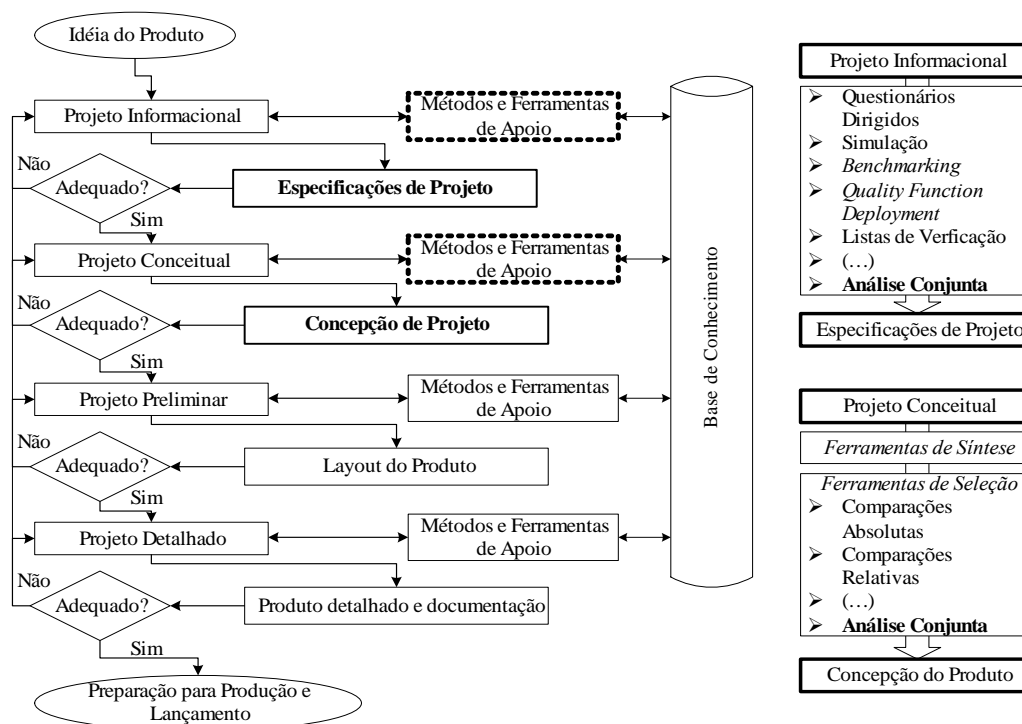 Idéia do Produto
Projeto Informacional
Métodos e Ferramentas
de Apoio
Não
Adequado?
Especificações de Projeto
Sim
Projeto Conceitual
Métodos e Ferramentas
de Apoio
Não
Adequado?
Concepção de Projeto
Sim
Projeto Preliminar
Métodos e Ferramentas
de Apoio
Não
Adequado?
Layout do Produto
Sim
Projeto Detalhado
Métodos e Ferramentas
de Apoio
Não
Adequado?
Produto detalhado e documentação
Sim
Preparação para Produção e
Lançamento
Base de Conhecimento
Projeto Informacional
Questionários
Dirigidos
Simulação
Benchmarking
Quality Function
Deployment
Listas de Verficação
(…)
Análise Conjunta
Especificações de Projeto
Projeto Conceitual
Ferramentas de Síntese
Ferramentas de Seleção
Comparações
Absolutas
Comparações
Relativas
(…)
Análise Conjunta
Concepção do Produto